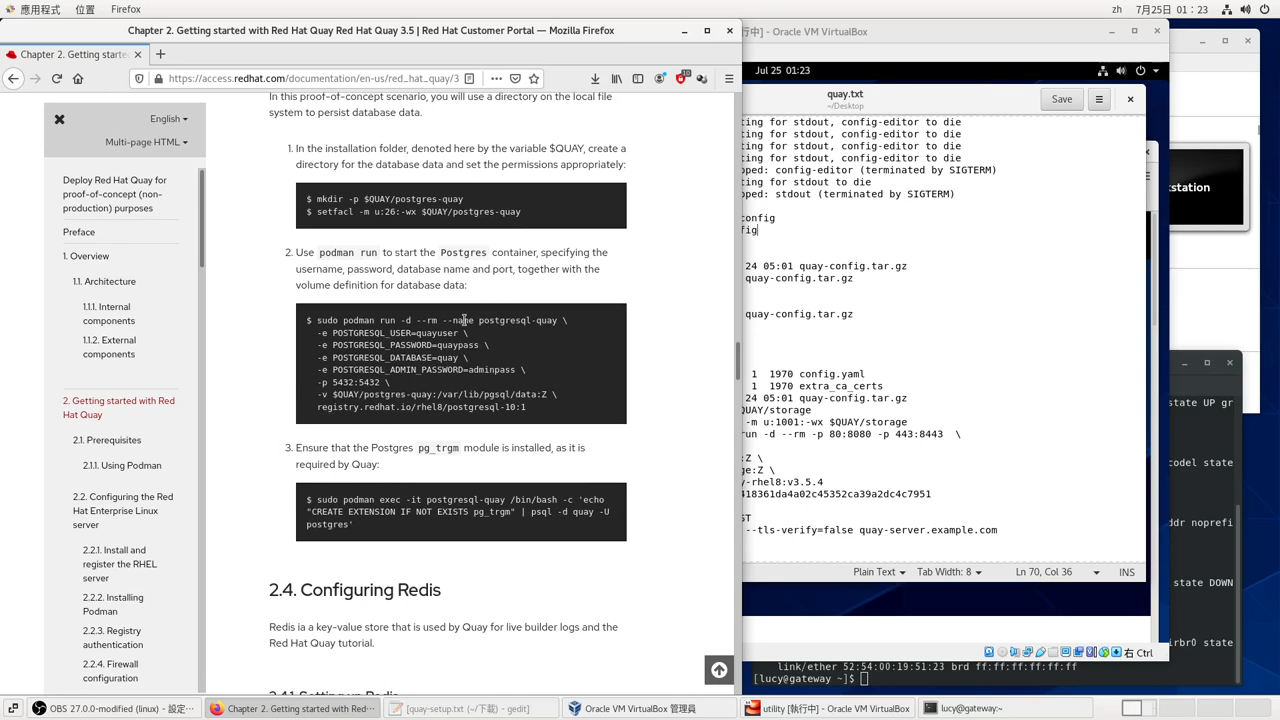 應用程式 位置 Firefox
zh 7月25日 01：23
Chapter 2. Getting started with Red Hat Quay Red Hat Quay 3.5 | Red Hat Customer Portal — Mozilla Firefox
行中] - Oracle VM VirtualBox
Chapter 2. Getting starte
https://access.redhat.com/documentation/en-us/red_hat_quay/3
10
Jul 25 01:23
quay.txt
~/Desktop
Save
English
Multi-page HTML
Deploy Red Hat Quay for
proof-of-concept (non-
production) purposes
Preface
1. Overview
1.1. Architecture
1.1.1. Internal
components
1.1.2. External
components
2. Getting started with Red
Hat Quay
2.1. Prerequisites
2.1.1. Using Podman
2.2. Configuring the Red
Hat Enterprise Linux
server
2.2.1. Install and
register the RHEL
server
2.2.2. Installing
Podman
2.2.3. Registry
authentication
2.2.4. Firewall
configuration
In this proof-of-concept scenario, you will use a directory on the local file
system to persist database data.
1. In the installation folder, denoted here by the variable $QUAY, create a
directory for the database data and set the permissions appropriately:
$ mkdir -p $QUAY/postgres-quay
$ setfacl -m u:26:-wx $QUAY/postgres-quay
2. Use podman run to start the Postgres container, specifying the
username, password, database name and port, together with the
volume definition for database data:
$ sudo podman run -d --rm --name postgresql-quay \
-e POSTGRESQL_USER=quayuser \
-e POSTGRESQL_PASSWORD=quaypass \
-e POSTGRESQL_DATABASE=quay \
-e POSTGRESQL_ADMIN_PASSWORD=adminpass \
-p 5432:5432 \
-v $QUAY/postgres-quay:/var/lib/pgsql/data:Z \
registry.redhat.io/rhel8/postgresql-10:1
3. Ensure that the Postgres pg_trgm module is installed, as it is
required by Quay:
$ sudo podman exec -it postgresql-quay /bin/bash -c 'echo
"CREATE EXTENSION IF NOT EXISTS pg_trgm" | psql -d quay -U
postgres'
2.4. Configuring Redis
Redis ia a key-value store that is used by Quay for live builder logs and the
Red Hat Quay tutorial.
2.4.1. Setting up Redis
ting for stdout, config-editor to die
ting for stdout, config-editor to die
ting for stdout, config-editor to die
ting for stdout, config-editor to die
pped: config-editor (terminated by SIGTERM)
ting for stdout to die
pped: stdout (terminated by SIGTERM)
config
fig
24 05:01 quay-config.tar.gz
quay-config.tar.gz
quay-config.tar.gz
1 1970 config.yaml
1 1970 extra_ca_certs
24 05:01 quay-config.tar.gz
QUAY/storage
-m u:1001:-wx $QUAY/storage
run -d --rm -p 80:8080 -p 443:8443 \
:Z \
ge:Z \
y-rhel8:v3.5.4
418361da4a02c45352ca39a2dc4c7951
ST
--tls-verify=false quay-server.example.com
Plain Text Tab Width: 8 Ln 70, Col 36 INS
右 Ctrl
kstation
state UP gr
codel state
ddr noprefi
state DOWN
irbr0 state
link/ether 52:54:00:19:51:23 brd ff:ff:ff:ff:ff:ff
[lucy@gateway ~]$
OBS 27.0.0-modified (linux) - 設定…
Chapter 2. Getting started with Red…
[quay-setup.txt (~/下載) - gedit]
Oracle VM VirtualBox 管理員
utility [執行中] - Oracle VM VirtualBox
lucy@gateway:~